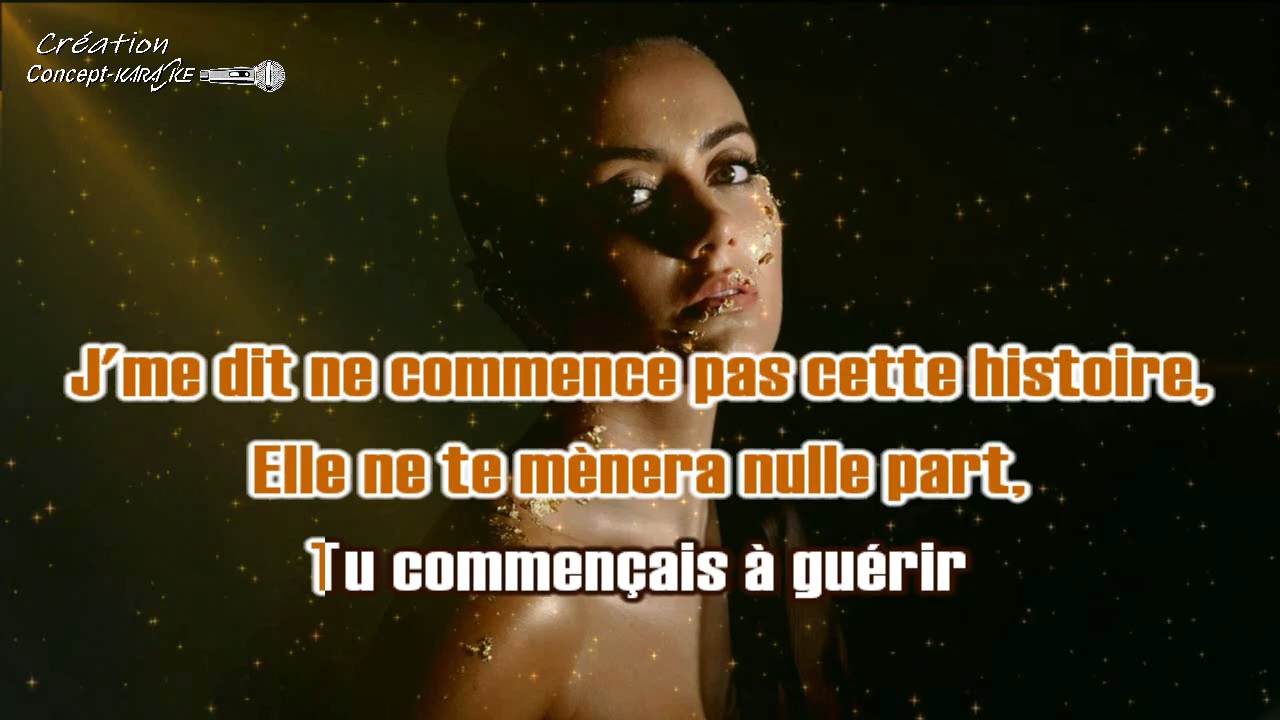 Création
Concept-KARAOKE
J'me dit ne commence pas cette histoire,
Elle ne te mènera nulle part,
Tu commençais à guérir